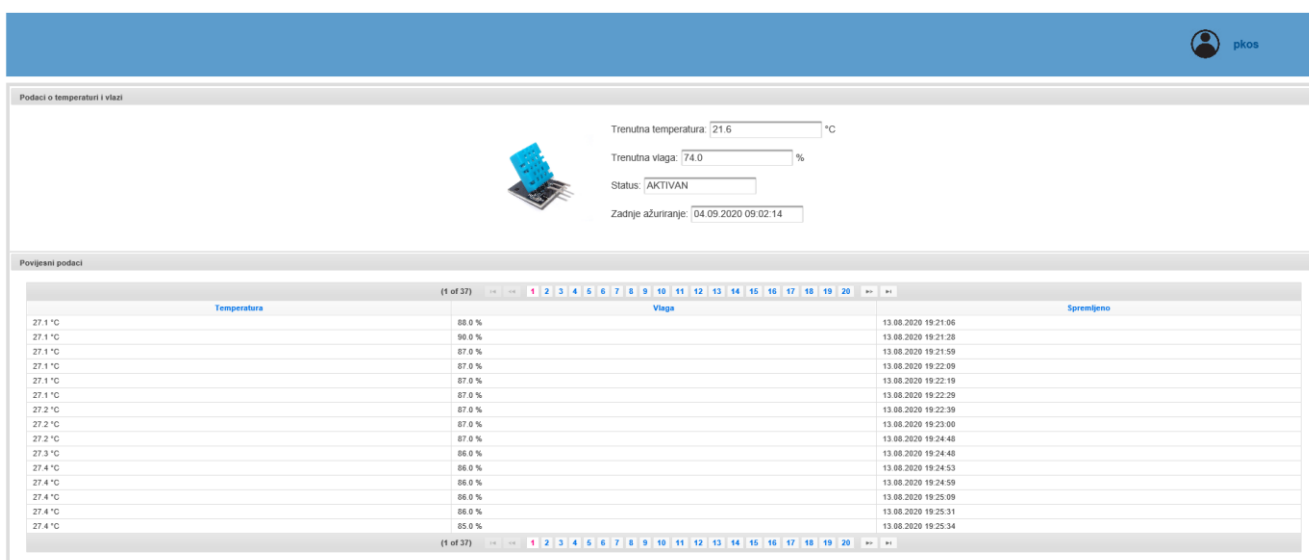 pkos
Podaci o temperaturi i vlazi
Trenutna temperatura: 21.6 °C
Trenutna vlaga: 74.0 %
Status: AKTIVAN
Zadnje ažuriranje: 04.09.2020 09:02:14
Povijesni podaci
(1 of 37) 1 2 3 4 5 6 7 8 9 10 11 12 13 14 15 16 17 18 19 20
Temperatura Vlaga Spremljeno
27.1 °C 88.0 % 13.08.2020 19:21:06
27.1 °C 90.0 % 13.08.2020 19:21:28
27.1 °C 87.0 % 13.08.2020 19:21:59
27.1 °C 87.0 % 13.08.2020 19:22:09
27.1 °C 87.0 % 13.08.2020 19:22:19
27.1 °C 87.0 % 13.08.2020 19:22:29
27.2 °C 87.0 % 13.08.2020 19:22:39
27.2 °C 87.0 % 13.08.2020 19:23:00
27.2 °C 87.0 % 13.08.2020 19:24:48
27.3 °C 86.0 % 13.08.2020 19:24:48
27.4 °C 86.0 % 13.08.2020 19:24:53
27.4 °C 86.0 % 13.08.2020 19:24:59
27.4 °C 86.0 % 13.08.2020 19:25:09
27.4 °C 86.0 % 13.08.2020 19:25:31
27.4 °C 85.0 % 13.08.2020 19:25:34
(1 of 37) 1 2 3 4 5 6 7 8 9 10 11 12 13 14 15 16 17 18 19 20